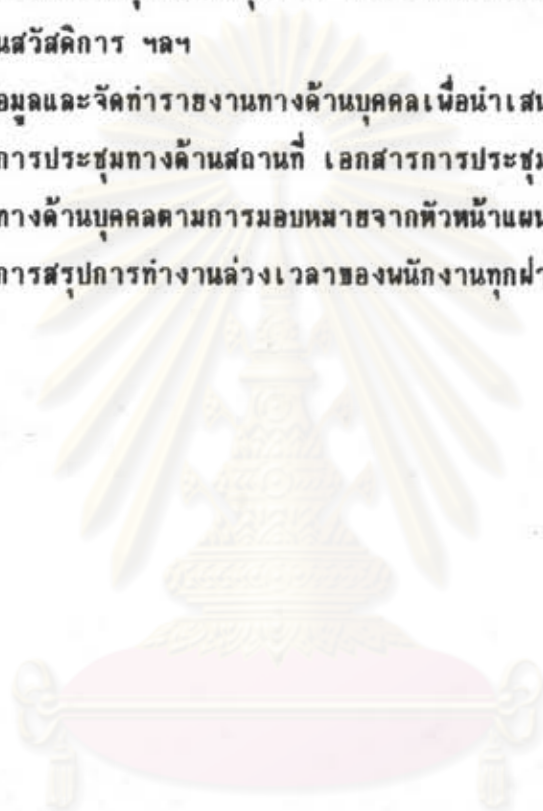 นสวัสดิการ ฯลฯ
อมูลและจัดทำรายงานทางด้านบุคคลเพื่อนำเสน
การประชุมทางด้านสถานที่ เอกสารการประชุม
ทางด้านบุคคลตามการมอบหมายจากหัวหน้าแผน
การสรุปการทำงานล่วงเวลาของพนักงานทุกฝ่า